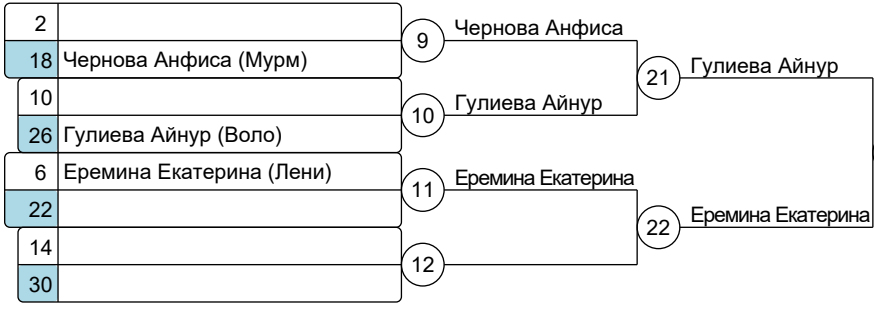 2
18 Чернова Анфиса (Мурм)
9 Чернова Анфиса
10
26 Гулиева Айнур (Воло)
10 Гулиева Айнур
21 Гулиева Айнур
6 Еремина Екатерина (Лени)
22
11 Еремина Екатерина
14
30
12
22 Еремина Екатерина